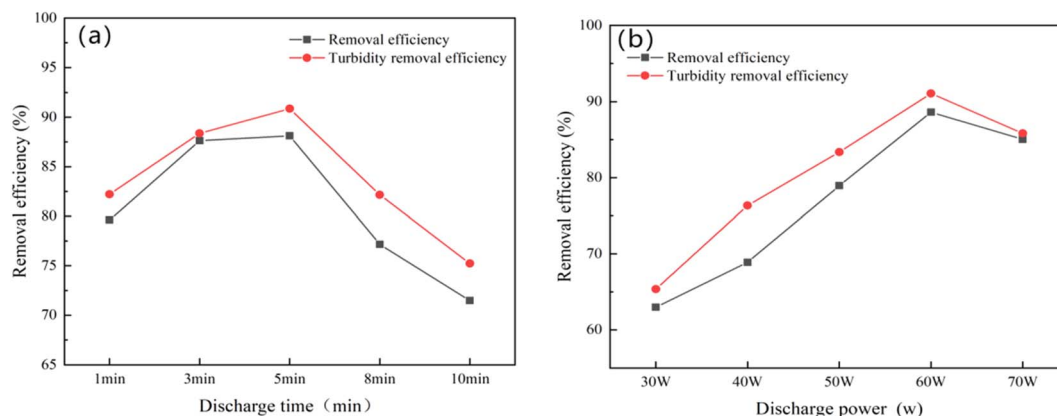 (a)
Removal efficiency
Turbidity removal efficiency
Removal efficiency (%)
100
95
90
85
80
75
70
65
1min
3min
5min
8min
10min
Discharge time（min）
(b)
Removal efficiency
Turbidity removal efficiency
Removal efficiency (%)
100
90
80
70
60
30W
40W
50W
60W
70W
Discharge power (w)